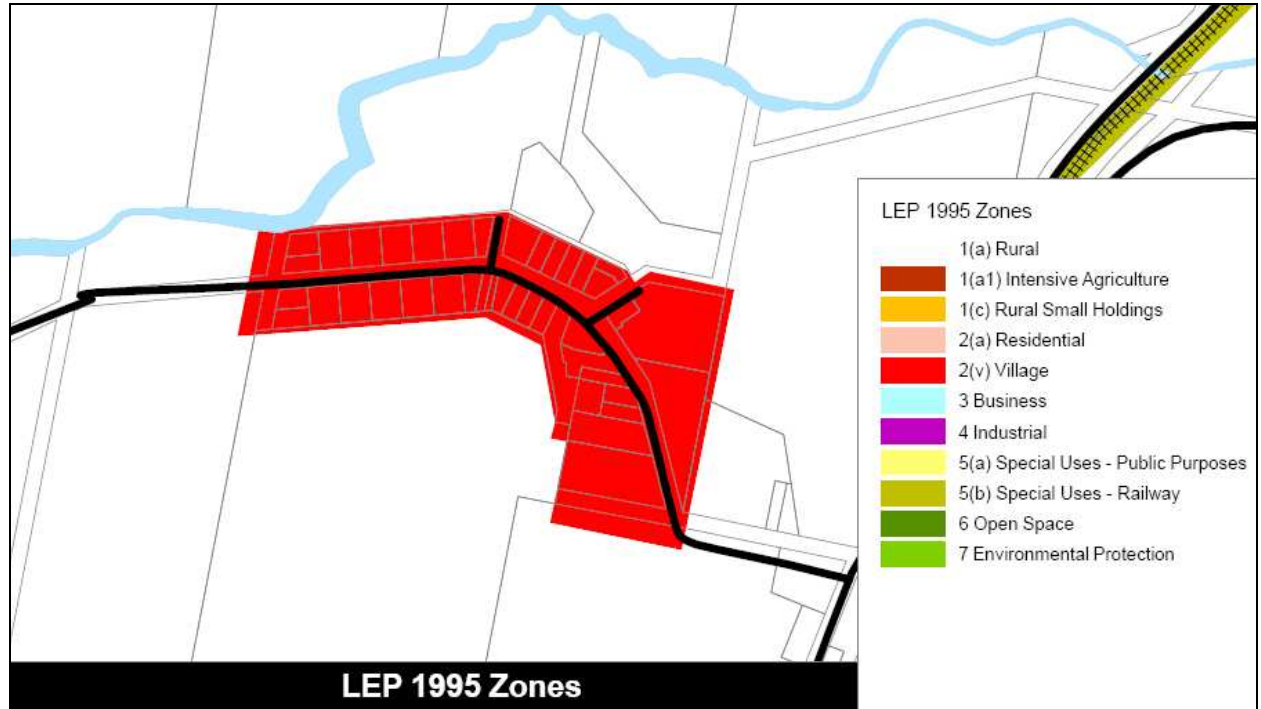 LEP 1995 Zones
1(a) Rural
1(a1) Intensive Agriculture
1(c) Rural Small Holdings
2(a) Residential
2(v) Village
3 Business
4 Industrial
5(a) Special Uses - Public Purposes
5(b) Special Uses - Railway
6 Open Space
7 Environmental Protection
LEP 1995 Zones